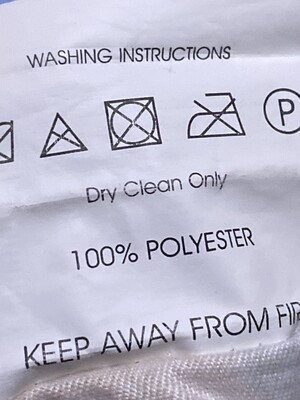 WASHING INSTRUCTIONS
P
Dry Clean Only
100% POLYESTER
KEEP AWAY FROM